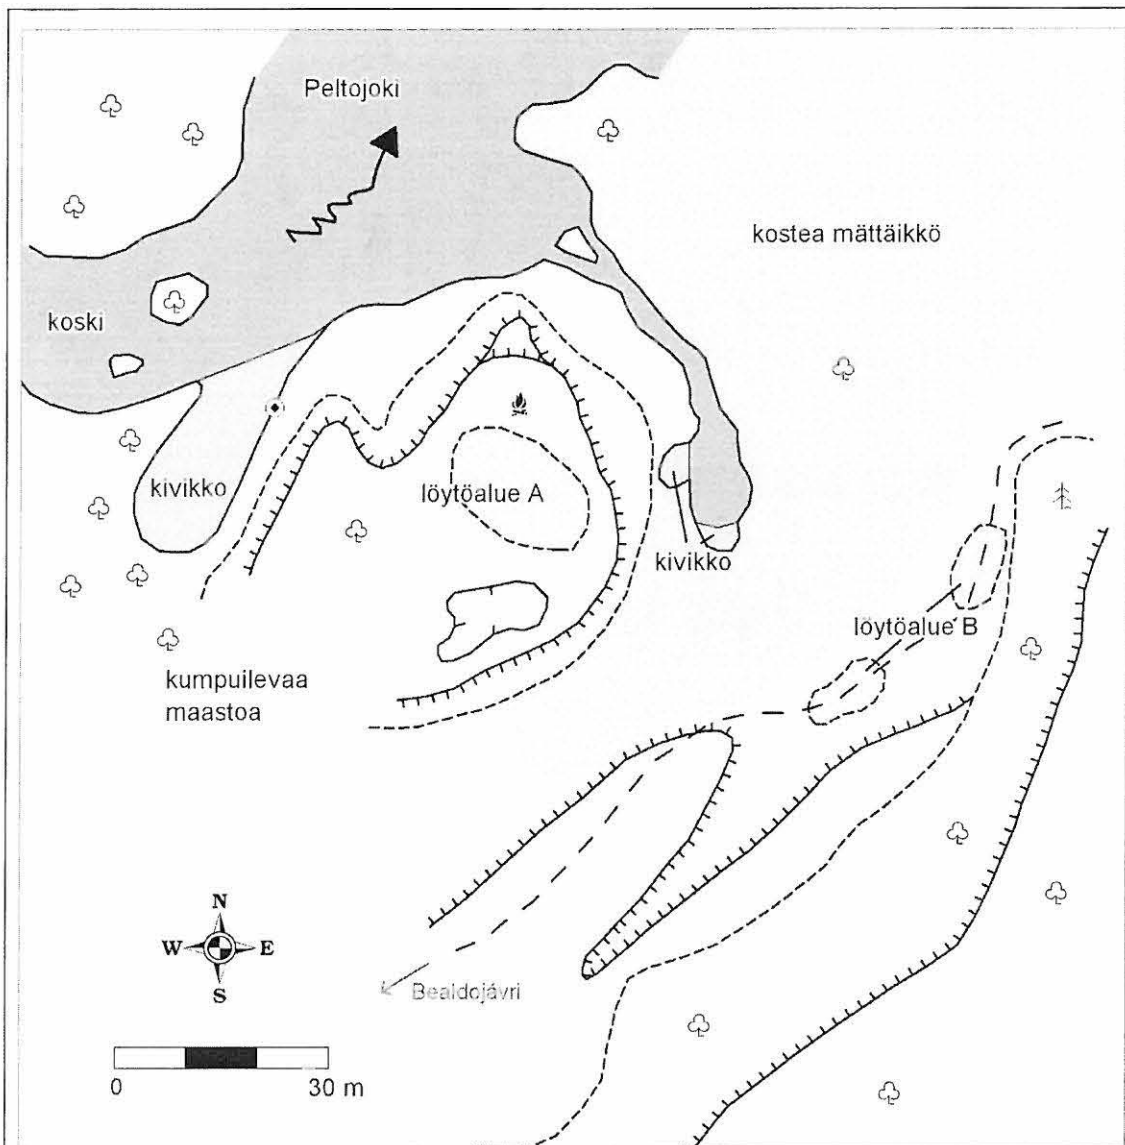 Peltojoki
kostea mättäikkö
koski
kivikko
löytöalue A
kivikko
löytöalue B
kumpuilevaa
maastoa
N
W E
S
Bealdojávri
0 30 m